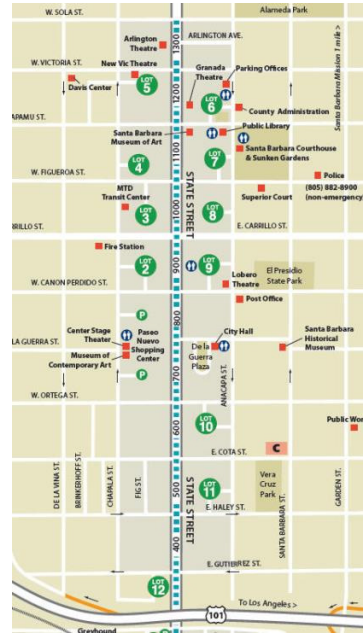 W. SOLA ST.
Alameda Park
1300
ARLINGTON AVE.
Arlington
Theatre
W. VICTORIA ST.
New Vic Theatre
Granada
Theatre
Parking Offices
Davis Center
LOT
5
1200
LOT
6
County Administration
Santa Barbara Mission 1 mile >
APAMU ST.
Santa Barbara
Museum of Art
Public Library
1100
LOT
4
LOT
7
Santa Barbara Courthouse
& Sunken Gardens
W. FIGUEROA ST.
STATE STREET
Police
(805) 882-8900
(non-emergency)
MTD
Transit Center
LOT
3
1000
LOT
8
Superior Court
RRILLO ST.
E. CARRILLO ST.
Fire Station
LOT
2
900
LOT
9
El Presidio
State Park
W. CANON PERDIDO ST.
Lobero
Theatre
Post Office
P
800
Center Stage
Theater
Paseo
Nuevo
Shopping
Center
City Hall
De la
Guerra
Plaza
Santa Barbara
Historical
Museum
LA GUERRA ST.
Museum of
Contemporary Art
P
700
ANACAPA ST.
W. ORTEGA ST.
600
LOT
10
Public Wor
E. COTA ST.
C
DE LA VINA ST.
BRINKERHOFF ST.
CHAPALA ST.
FIG ST.
500
STATE STREET
LOT
11
Vera
Cruz
Park
SANTA BARBARA ST.
GARDEN ST.
E. HALEY ST.
400
E. GUTIERREZ ST.
LOT
12
101
To Los Angeles >
Greyhound